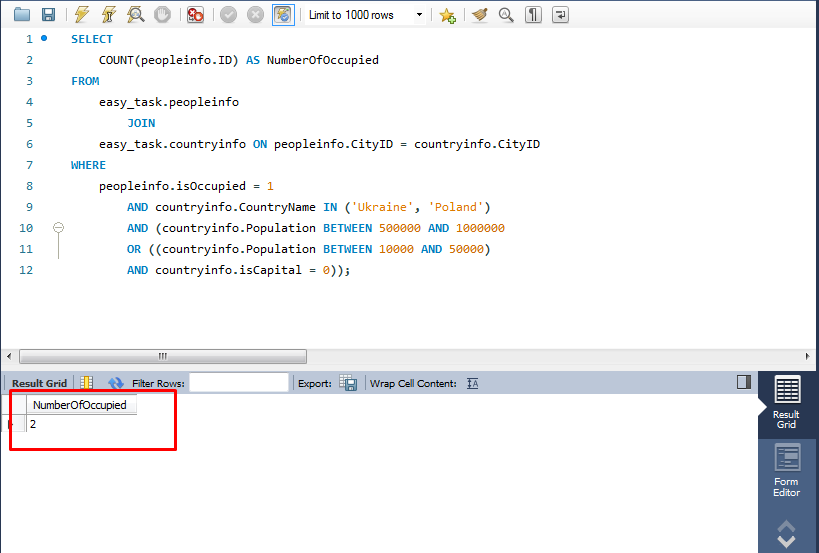 Limit to 1000 rows
1 SELECT
2 COUNT(peopleinfo.ID) AS NumberOfOccupied
3 FROM
4 easy_task.peopleinfo
5 JOIN
6 easy_task.countryinfo ON peopleinfo.CityID = countryinfo.CityID
7 WHERE
8 peopleinfo.isOccupied = 1
9 AND countryinfo.CountryName IN ('Ukraine', 'Poland')
10 AND (countryinfo.Population BETWEEN 500000 AND 1000000
11 OR ((countryinfo.Population BETWEEN 10000 AND 50000)
12 AND countryinfo.isCapital = 0));
Result Grid Filter Rows: Export: Wrap Cell Content: IA
NumberOfOccupied
2
Result
Grid
Form
Editor